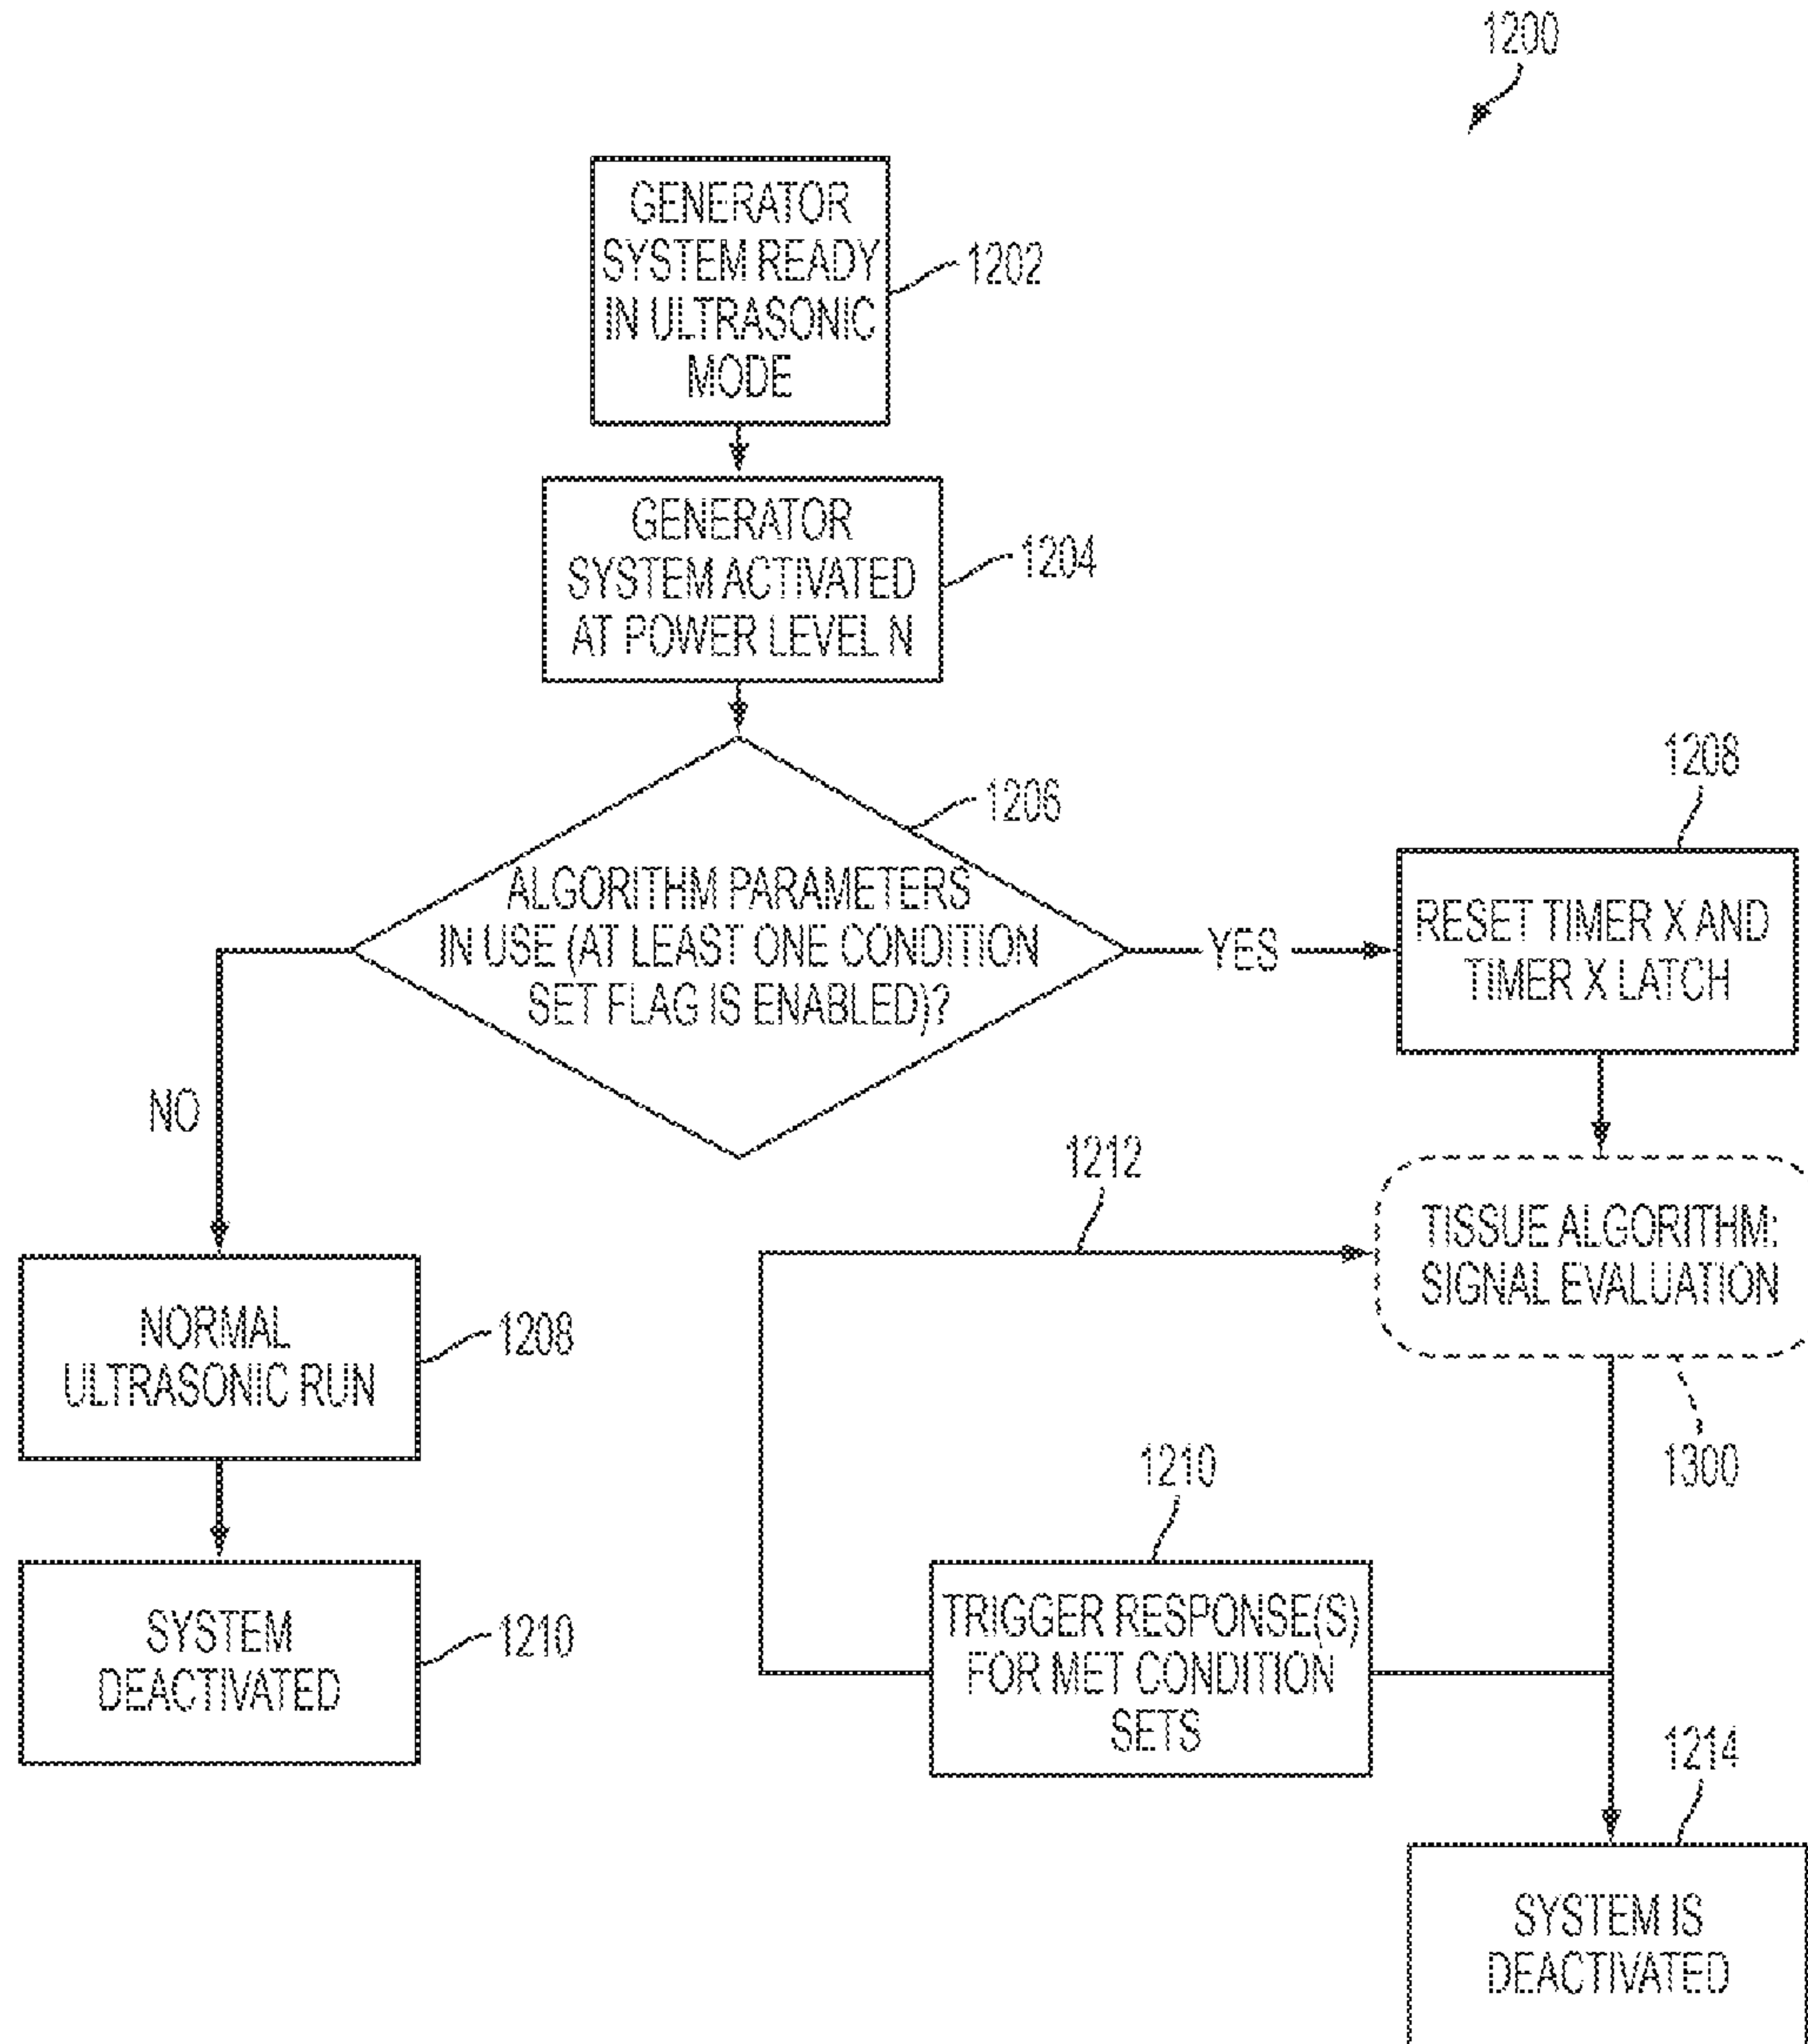 1200
GENERATOR
SYSTEM READY
IN ULTRASONIC
MODE
1202
GENERATOR
SYSTEM ACTIVATED
AT POWER LEVEL N
1204
1206
ALGORITHM PARAMETERS
IN USE (AT LEAST ONE CONDITION
SET FLAG IS ENABLED)?
YES
1208
RESET TIMER X AND
TIMER X LATCH
NO
1212
TISSUE ALGORITHM:
SIGNAL EVALUATION
1300
NORMAL
ULTRASONIC RUN
1208
1210
TRIGGER RESPONSE(S)
FOR MET CONDITION
SETS
SYSTEM
DEACTIVATED
1210
1214
SYSTEM IS
DEACTIVATED